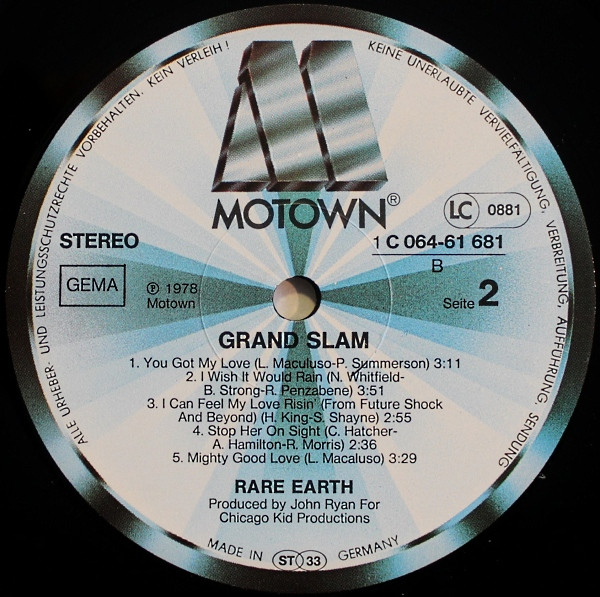 ALLE URHEBER- UND LEISTUNGSSCHUTZRECHTE VORBEHALTEN. KEIN VERLEIH!
KEINE UNERLAUBTE VERVIELFÄLTIGUNG, VERBREITUNG, AUFFÜHRUNG, SENDUNG
MOTOWN®
LC 0881
STEREO
1 C 064-61 681
B
GEMA
℗ 1978
Motown
Seite 2
GRAND SLAM
1. You Got My Love (L. Maculuso-P. Summerson) 3:11
2. I Wish It Would Rain (N. Whitfield-
B. Strong-R. Penzabene) 3:51
3. I Can Feel My Love Risin' (From Future Shock
And Beyond) (H. King-S. Shayne) 2:55
4. Stop Her On Sight (C. Hatcher-
A. Hamilton-R. Morris) 2:36
5. Mighty Good Love (L. Macaluso) 3:29
RARE EARTH
Produced by John Ryan For
Chicago Kid Productions
MADE IN ST 33 GERMANY